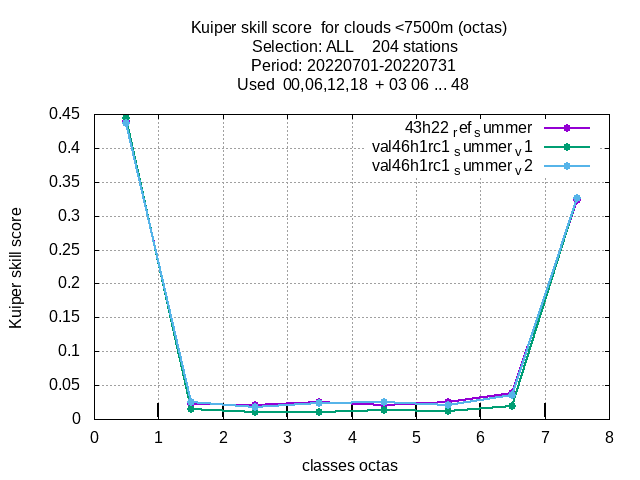 Kuiper skill score  for clouds <7500m (octas)
Selection: ALL    204 stations
Period: 20220701-20220731
Used  00,06,12,18  + 03 06 ... 48
43h22 ref summer
val46h1rc1 summer v1
val46h1rc1 summer v2
Kuiper skill score
0.45
0.4
0.35
0.3
0.25
0.2
0.15
0.1
0.05
0
0 1 2 3 4 5 6 7 8
classes octas